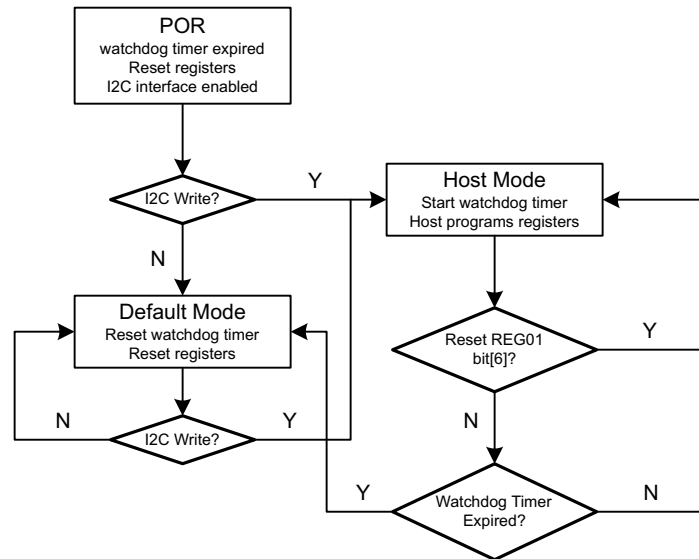 POR
watchdog timer expired
Reset registers
I2C interface enabled
I2C Write?
Y
N
Host Mode
Start watchdog timer
Host programs registers
Default Mode
Reset watchdog timer
Reset registers
Reset REG01
bit[6]?
Y
N
I2C Write?
N
Y
Watchdog Timer
Expired?
Y
N